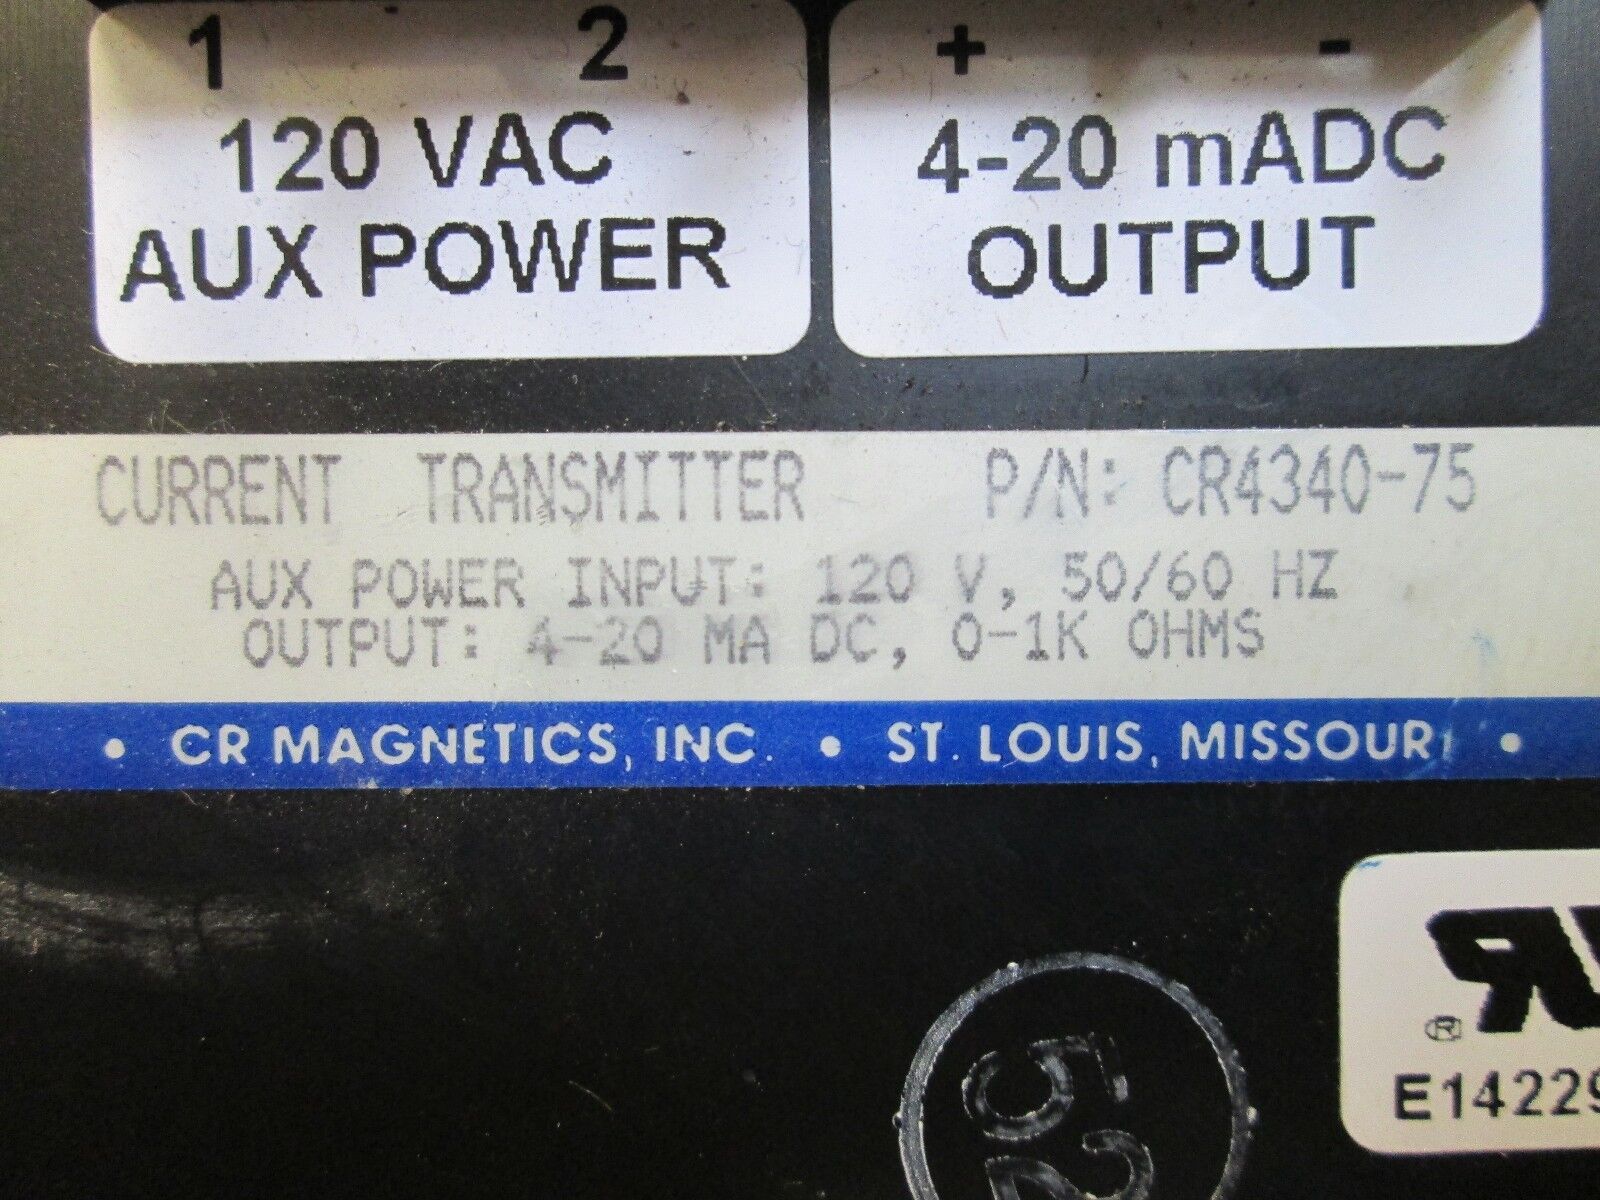 1 2
120 VAC
AUX POWER
+ -
4-20 mADC
OUTPUT
CURRENT TRANSMITTER P/N: CR4340-75
AUX POWER INPUT: 120 V, 50/60 HZ
OUTPUT: 4-20 MA DC, 0-1K OHMS
• CR MAGNETICS, INC. • ST. LOUIS, MISSOURI •
®
52